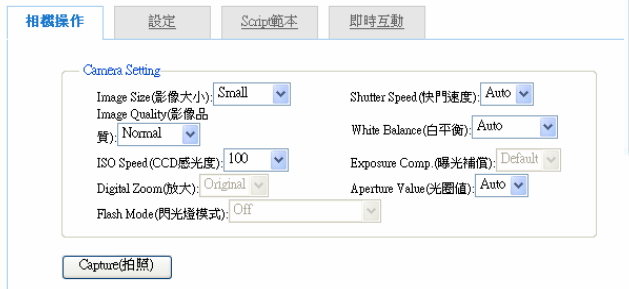 相機操作 設定 Script範本 即時互動
Camera Setting
Image Size(影像大小): Small Shutter Speed(快門速度): Auto
Image Quality(影像品
質): Normal White Balance(白平衡): Auto
ISO Speed(CCD感光度): 100 Exposure Comp.(曝光補償): Default
Digital Zoom(放大): Original Aperture Value(光圈値): Auto
Flash Mode(閃光燈模式): Off
Capture(拍照)